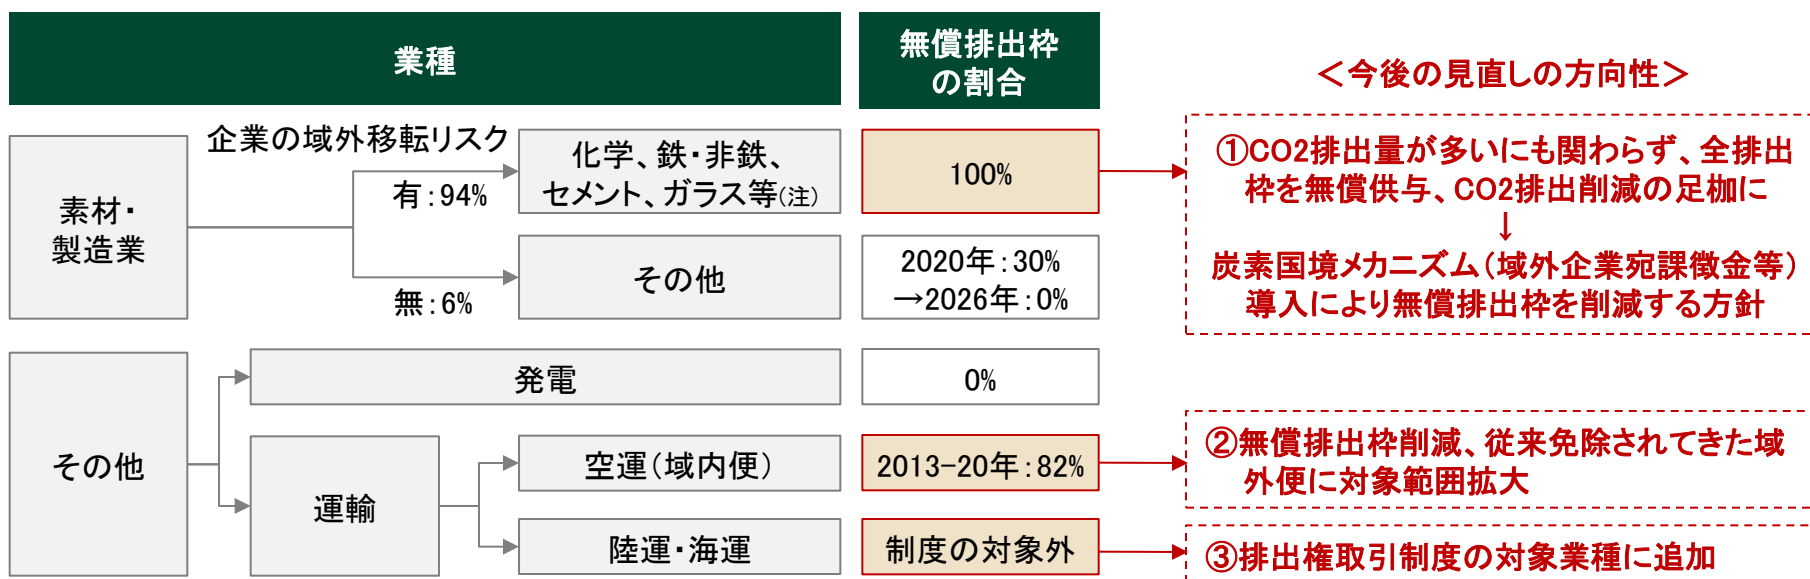 業種
無償排出枠
の割合
＜今後の見直しの方向性＞
素材・
製造業
企業の域外移転リスク
有：94%
無：6%
化学、鉄・非鉄、
セメント、ガラス等(注)
100%
その他
2020年：30%
→2026年：0%
①CO2排出量が多いにも関わらず、全排出
枠を無償供与、CO2排出削減の足枷に
↓
炭素国境メカニズム（域外企業宛課徴金等）
導入により無償排出枠を削減する方針
その他
発電
0%
運輸
空運（域内便）
2013-20年：82%
②無償排出枠削減、従来免除されてきた域
外便に対象範囲拡大
陸運・海運
制度の対象外
③排出権取引制度の対象業種に追加